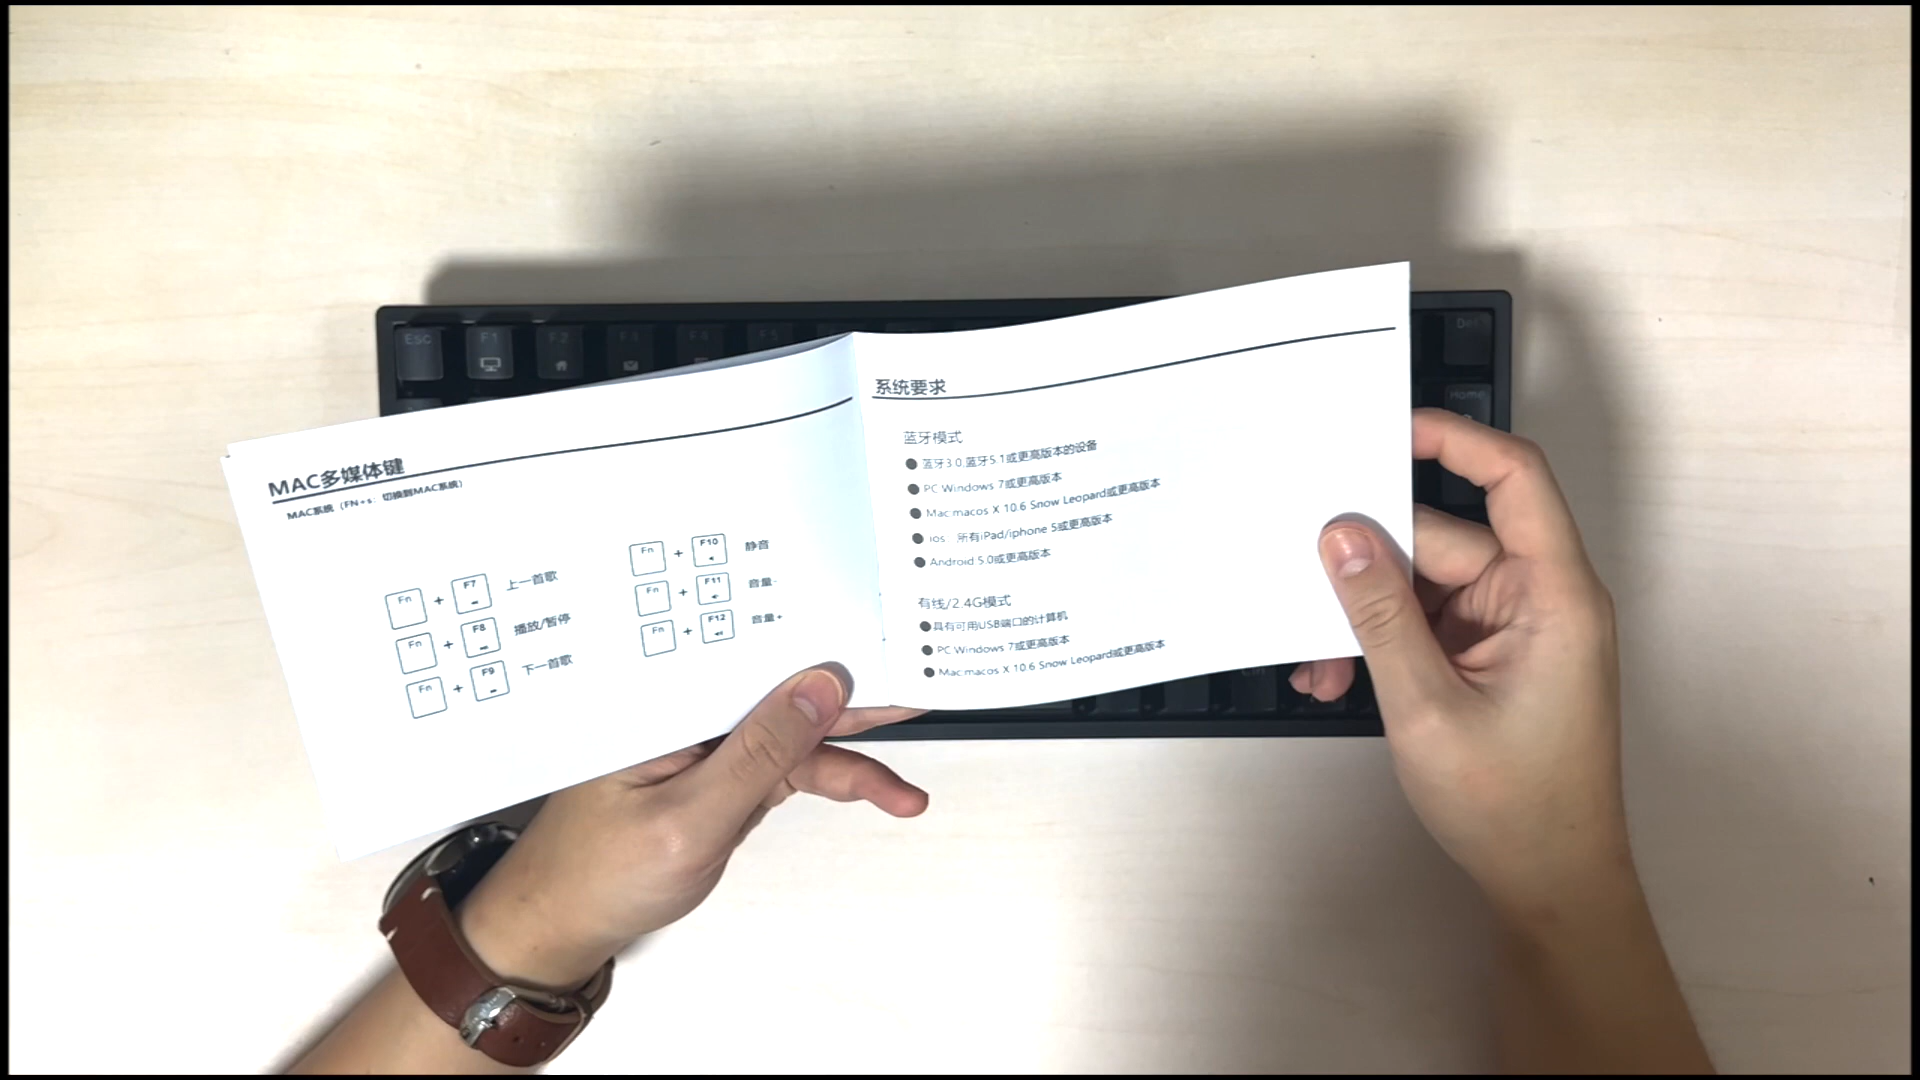 Esc
F1
F2
F3
F4
F5
Del
Home
MAC多媒体键
MAC系统（FN+s：切换到MAC系统）
Fn + F7 上一首歌
Fn + F8 播放/暂停
Fn + F9 下一首歌
Fn + F10 静音
Fn + F11 音量-
Fn + F12 音量+
系统要求
蓝牙模式
蓝牙3.0,蓝牙5.1或更高版本的设备
PC Windows 7或更高版本
Mac:macos X 10.6 Snow Leopard或更高版本
ios：所有iPad/iphone 5或更高版本
Android 5.0或更高版本
有线/2.4G模式
具有可用USB端口的计算机
PC Windows 7或更高版本
Mac:macos X 10.6 Snow Leopard或更高版本